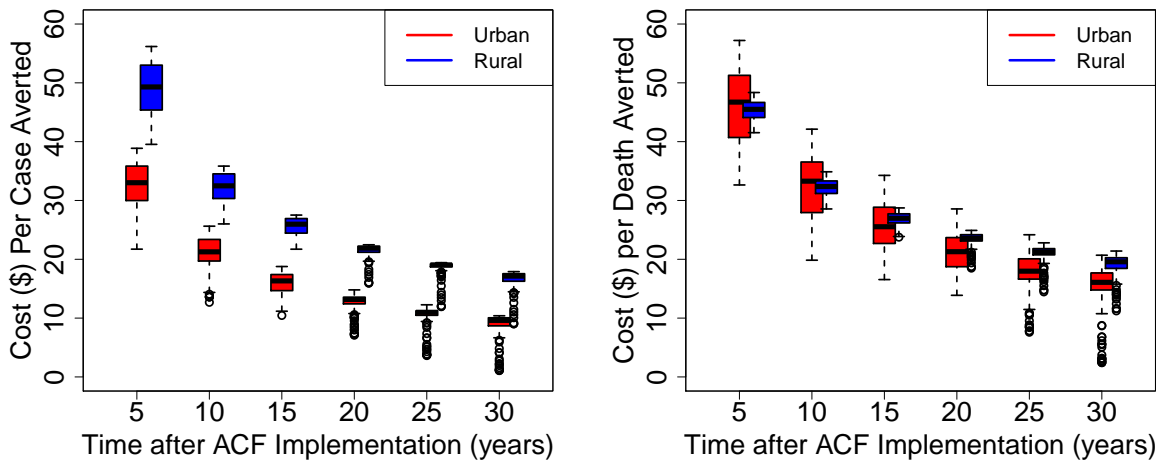 Cost ($) Per Case Averted
60
50
40
30
20
10
0
Urban
Rural
5 10 15 20 25 30
Time after ACF Implementation (years)
Cost ($) per Death Averted
60
50
40
30
20
10
0
Urban
Rural
5 10 15 20 25 30
Time after ACF Implementation (years)